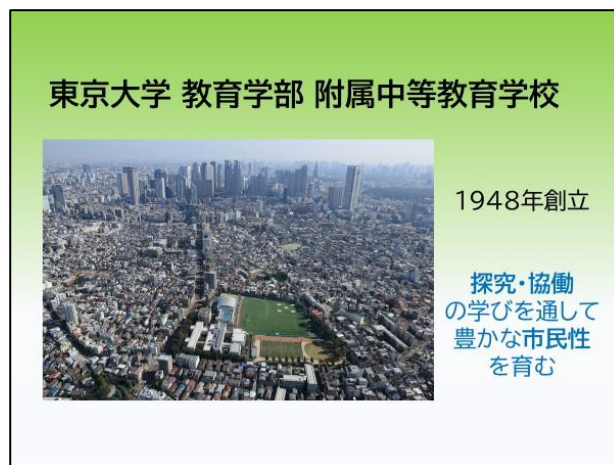 東京大学 教育学部 附属中等教育学校
1948年創立
探究・協働
の学びを通して
豊かな市民性
を育む